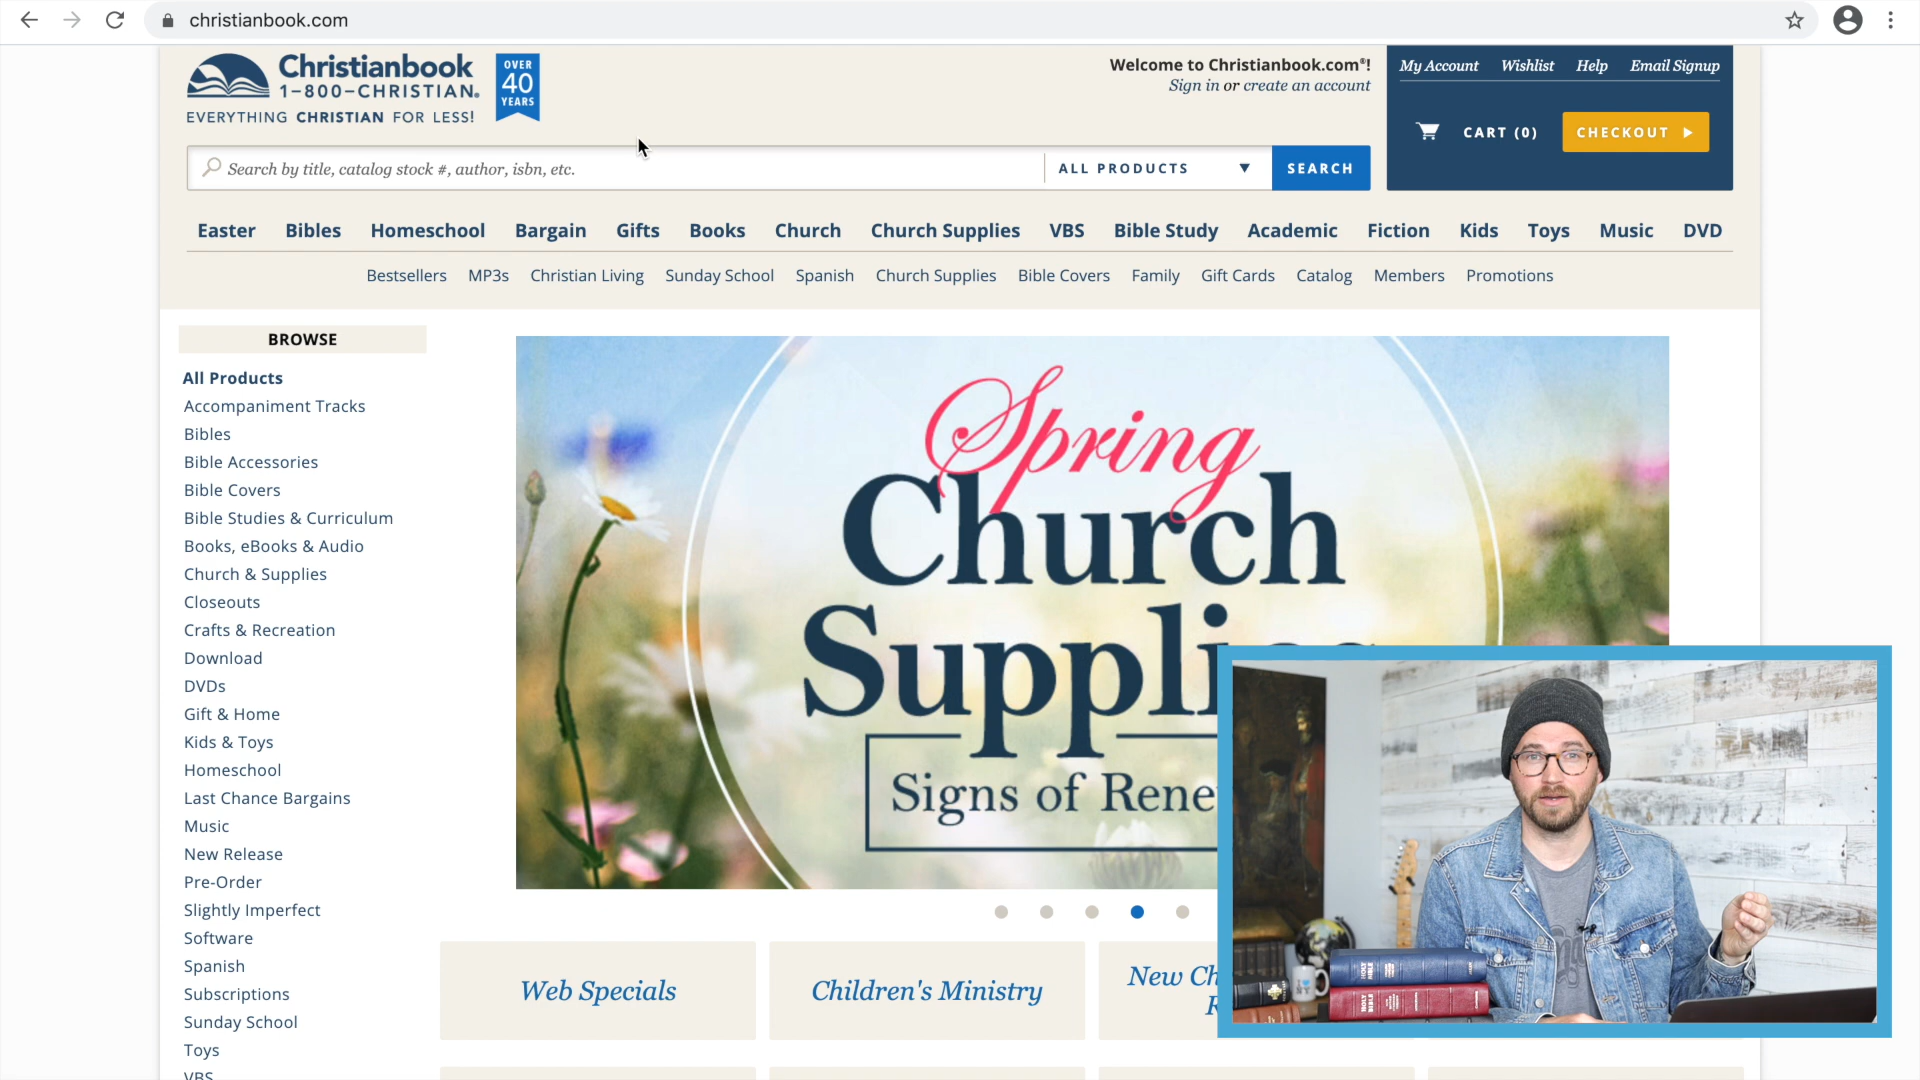 christianbook.com
Christianbook
1-800-CHRISTIAN®
EVERYTHING CHRISTIAN FOR LESS!
OVER
40
YEARS
Welcome to Christianbook.com®!
Sign in or create an account
My Account Wishlist Help Email Signup
CART (0) CHECKOUT
Search by title, catalog stock #, author, isbn, etc.
ALL PRODUCTS
SEARCH
Easter Bibles Homeschool Bargain Gifts Books Church Church Supplies VBS Bible Study Academic Fiction Kids Toys Music DVD
Bestsellers MP3s Christian Living Sunday School Spanish Church Supplies Bible Covers Family Gift Cards Catalog Members Promotions
BROWSE
All Products
Accompaniment Tracks
Bibles
Bible Accessories
Bible Covers
Bible Studies & Curriculum
Books, eBooks & Audio
Church & Supplies
Closeouts
Crafts & Recreation
Download
DVDs
Gift & Home
Kids & Toys
Homeschool
Last Chance Bargains
Music
New Release
Pre-Order
Slightly Imperfect
Software
Spanish
Subscriptions
Sunday School
Toys
VBS
Spring
Church
Suppli
Signs of Rene
Web Specials
Children's Ministry
New Ch
R
HOLY BIBLE
HOLY BIBLE